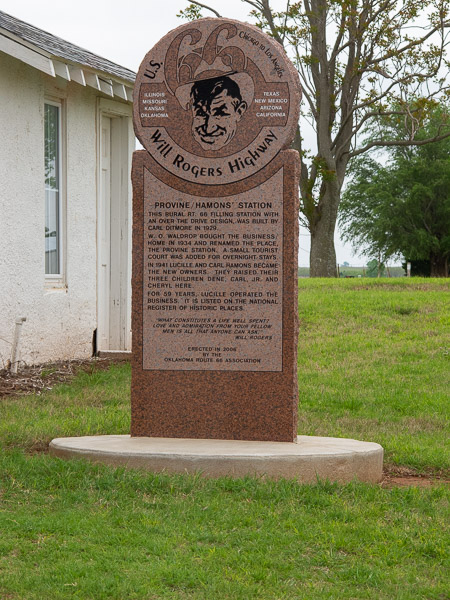 U.S.
66
Chicago to Los Angeles
ILLINOIS
MISSOURI
KANSAS
OKLAHOMA
TEXAS
NEW MEXICO
ARIZONA
CALIFORNIA
Will Rogers Highway
PROVINE/HAMONS' STATION
THIS RURAL RT. 66 FILLING STATION WITH
AN OVER THE DRIVE DESIGN, WAS BUILT BY
CARL DITMORE IN 1929.
W. O. WALDROP BOUGHT THE BUSINESS/
HOME IN 1934 AND RENAMED THE PLACE,
THE PROVINE STATION. A SMALL TOURIST
COURT WAS ADDED FOR OVERNIGHT STAYS.
IN 1941 LUCILLE AND CARL HAMONS BECAME
THE NEW OWNERS. THEY RAISED THEIR
THREE CHILDREN DENE, CARL, JR. AND
CHERYL HERE.
FOR 59 YEARS, LUCILLE OPERATED THE
BUSINESS. IT IS LISTED ON THE NATIONAL
REGISTER OF HISTORIC PLACES.
"WHAT CONSTITUTES A LIFE WELL SPENT?
LOVE AND ADMIRATION FROM YOUR FELLOW
MEN IS ALL THAT ANYONE CAN ASK."
WILL ROGERS
ERECTED IN 2006
BY THE
OKLAHOMA ROUTE 66 ASSOCIATION